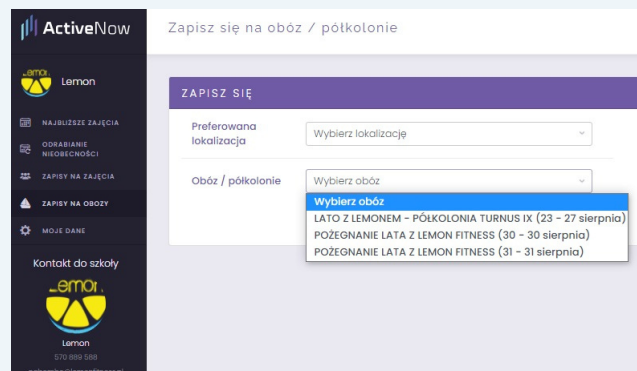 ActiveNow
Zapisz się na obóz / półkolonie
Lemon
NAJBLIŻSZE ZAJĘCIA
ODRABIANIE
NIEOBECNOŚCI
ZAPISY NA ZAJĘCIA
ZAPISY NA OBOZY
MOJE DANE
Kontakt do szkoły
Lemon
570 889 588
ZAPISZ SIĘ
Preferowana
lokalizacja
Wybierz lokalizację
Obóz / półkolonie
Wybierz obóz
Wybierz obóz
LATO Z LEMONEM - PÓŁKOLONIA TURNUS IX (23 - 27 sierpnia)
POŻEGNANIE LATA Z LEMON FITNESS (30 - 30 sierpnia)
POŻEGNANIE LATA Z LEMON FITNESS (31 - 31 sierpnia)